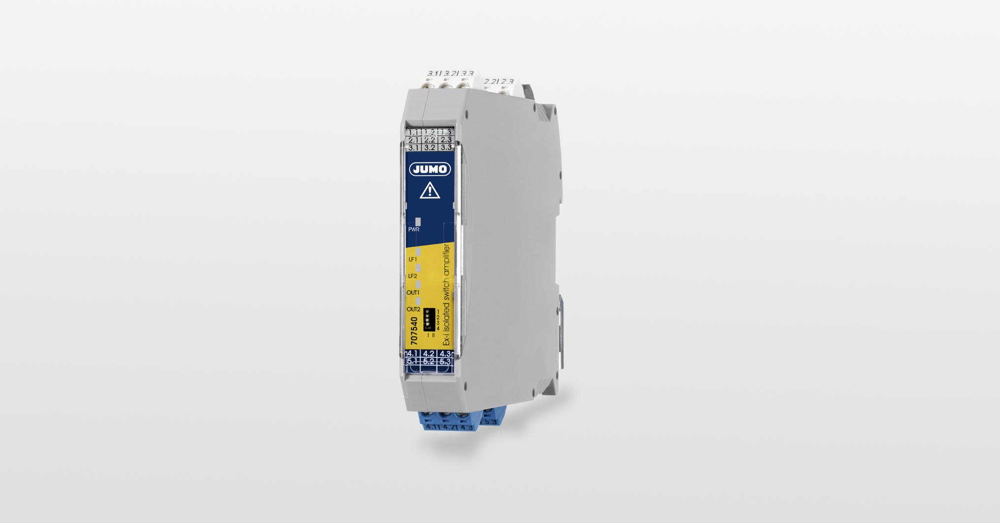 3.1 3.2 3.3
2.2 2.3
1.1 1.2 1.3
2.1 2.2 2.3
3.1 3.2 3.3
JUMO
PWR
LF1
LF2
OUT1
OUT2
1
2
3
4
I II
707540
Ex-i isolated switch amplifier
4.1 4.2 4.3
5.1 5.2 5.3
4.1 4.2 4.3
5.3